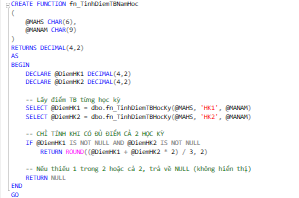 CREATE FUNCTION fn_TinhDiemTBNamHoc
(
@MAHS CHAR(6),
@MANAM CHAR(9)
)
RETURNS DECIMAL(4,2)
AS
BEGIN
DECLARE @DiemHK1 DECIMAL(4,2)
DECLARE @DiemHK2 DECIMAL(4,2)
-- Lấy điểm TB từng học kỳ
SELECT @DiemHK1 = dbo.fn_TinhDiemTBHocKy(@MAHS, 'HK1', @MANAM)
SELECT @DiemHK2 = dbo.fn_TinhDiemTBHocKy(@MAHS, 'HK2', @MANAM)
-- CHỈ TÍNH KHI CÓ ĐỦ ĐIỂM CẢ 2 HỌC KỲ
IF @DiemHK1 IS NOT NULL AND @DiemHK2 IS NOT NULL
RETURN ROUND((@DiemHK1 + @DiemHK2 * 2) / 3, 2)
-- Nếu thiếu 1 trong 2 hoặc cả 2, trả về NULL (không hiển thị)
RETURN NULL
END
GO